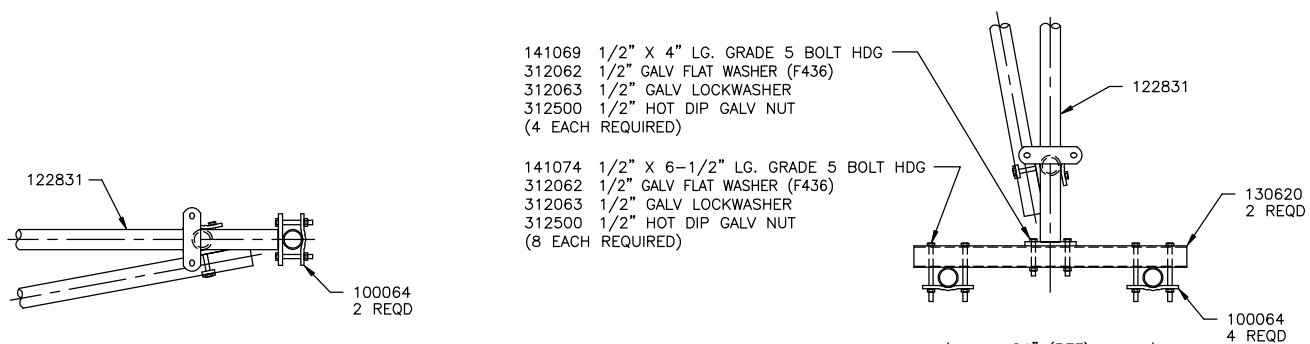 141069 1/2" X 4" LG. GRADE 5 BOLT HDG
312062 1/2" GALV FLAT WASHER (F436)
312063 1/2" GALV LOCKWASHER
312500 1/2" HOT DIP GALV NUT
(4 EACH REQUIRED)
122831
141074 1/2" X 6-1/2" LG. GRADE 5 BOLT HDG
312062 1/2" GALV FLAT WASHER (F436)
312063 1/2" GALV LOCKWASHER
312500 1/2" HOT DIP GALV NUT
(8 EACH REQUIRED)
122831
130620
2 REQD
100064
2 REQD
100064
4 REQD